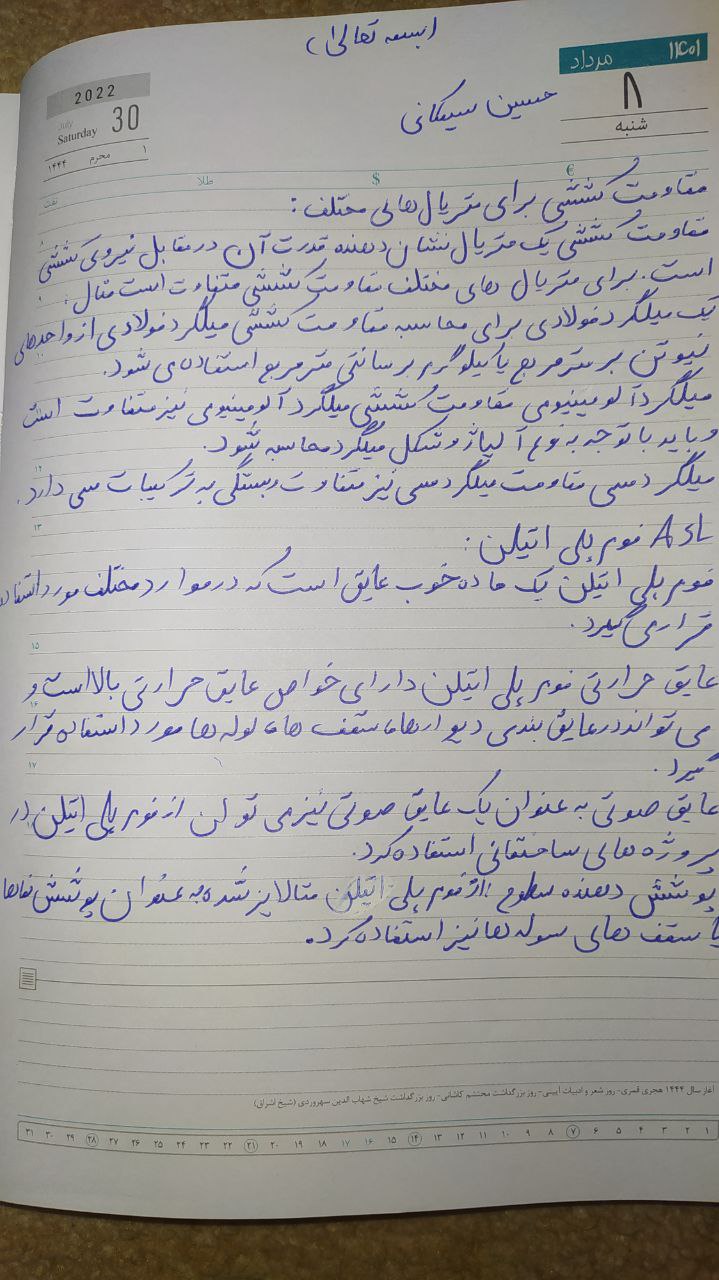 (بسمه تعالی)
۱۴۰۱ مرداد
۸
شنبه
2022
July
Saturday 30
۱ محرم ۱۴۴۴
حسین
€ $ طلا نفت
مقاومت کششی برای متریال های مختلف :
مقاومت کششی یک متریال نشان دهنده قدرت آن در مقابل نیروی کششی
است. برای متریال های مختلف مقاومت کششی متفاوت است مثال :
یک میلگرد فولادی برای محاسبه مقاومت کششی میلگرد فولادی از واحدهای
نیوتن بر متر مربع یا کیلوگرم بر سانتی متر مربع استفاده می شود.
میلگرد آلومینیومی مقاومت کششی میلگرد آلومینیومی نیز متفاوت است
و باید با توجه به نوع آلیاژ و شکل میلگرد محاسبه شود.
میلگرد مسی مقاومت میلگرد مسی نیز متفاوت و بستگی به ترکیبات مسی دارد.
فوم پلی اتیلن :
فوم پلی اتیلن یک ماده خوب عایق است که در موارد مختلف مورد استفاده
قرار می گیرد.
عایق حرارتی فوم پلی اتیلن دارای خواص عایق حرارتی بالا است و
می تواند در عایق بندی دیوارها، سقف ها، لوله ها مورد استفاده قرار
گیرد.
عایق صوتی به عنوان یک عایق صوتی نیز می تون از فوم پلی اتیلن در
پروژه های ساختمانی استفاده کرد.
پوشش دهنده سطوح : از فوم پلی اتیلن متالایز شده به عنوان پوشش نماها
یا سقف های سوله ها نیز استفاده کرد.
آغاز سال ۱۴۴۴ هجری قمری- روز شعر و ادبیات آیینی- روز بزرگداشت محتشم کاشانی- روز بزرگداشت شیخ شهاب الدین سهروردی (شیخ اشراق)
۱ ۲ ۳ ۴ ۵ ۶ ۷ ۸ ۹ ۱۰ ۱۱ ۱۲ ۱۳ ۱۴ ۱۵ ۱۶ ۱۷ ۱۸ ۱۹ ۲۰ ۲۱ ۲۲ ۲۳ ۲۴ ۲۵ ۲۶ ۲۷ ۲۸ ۲۹ ۳۰ ۳۱